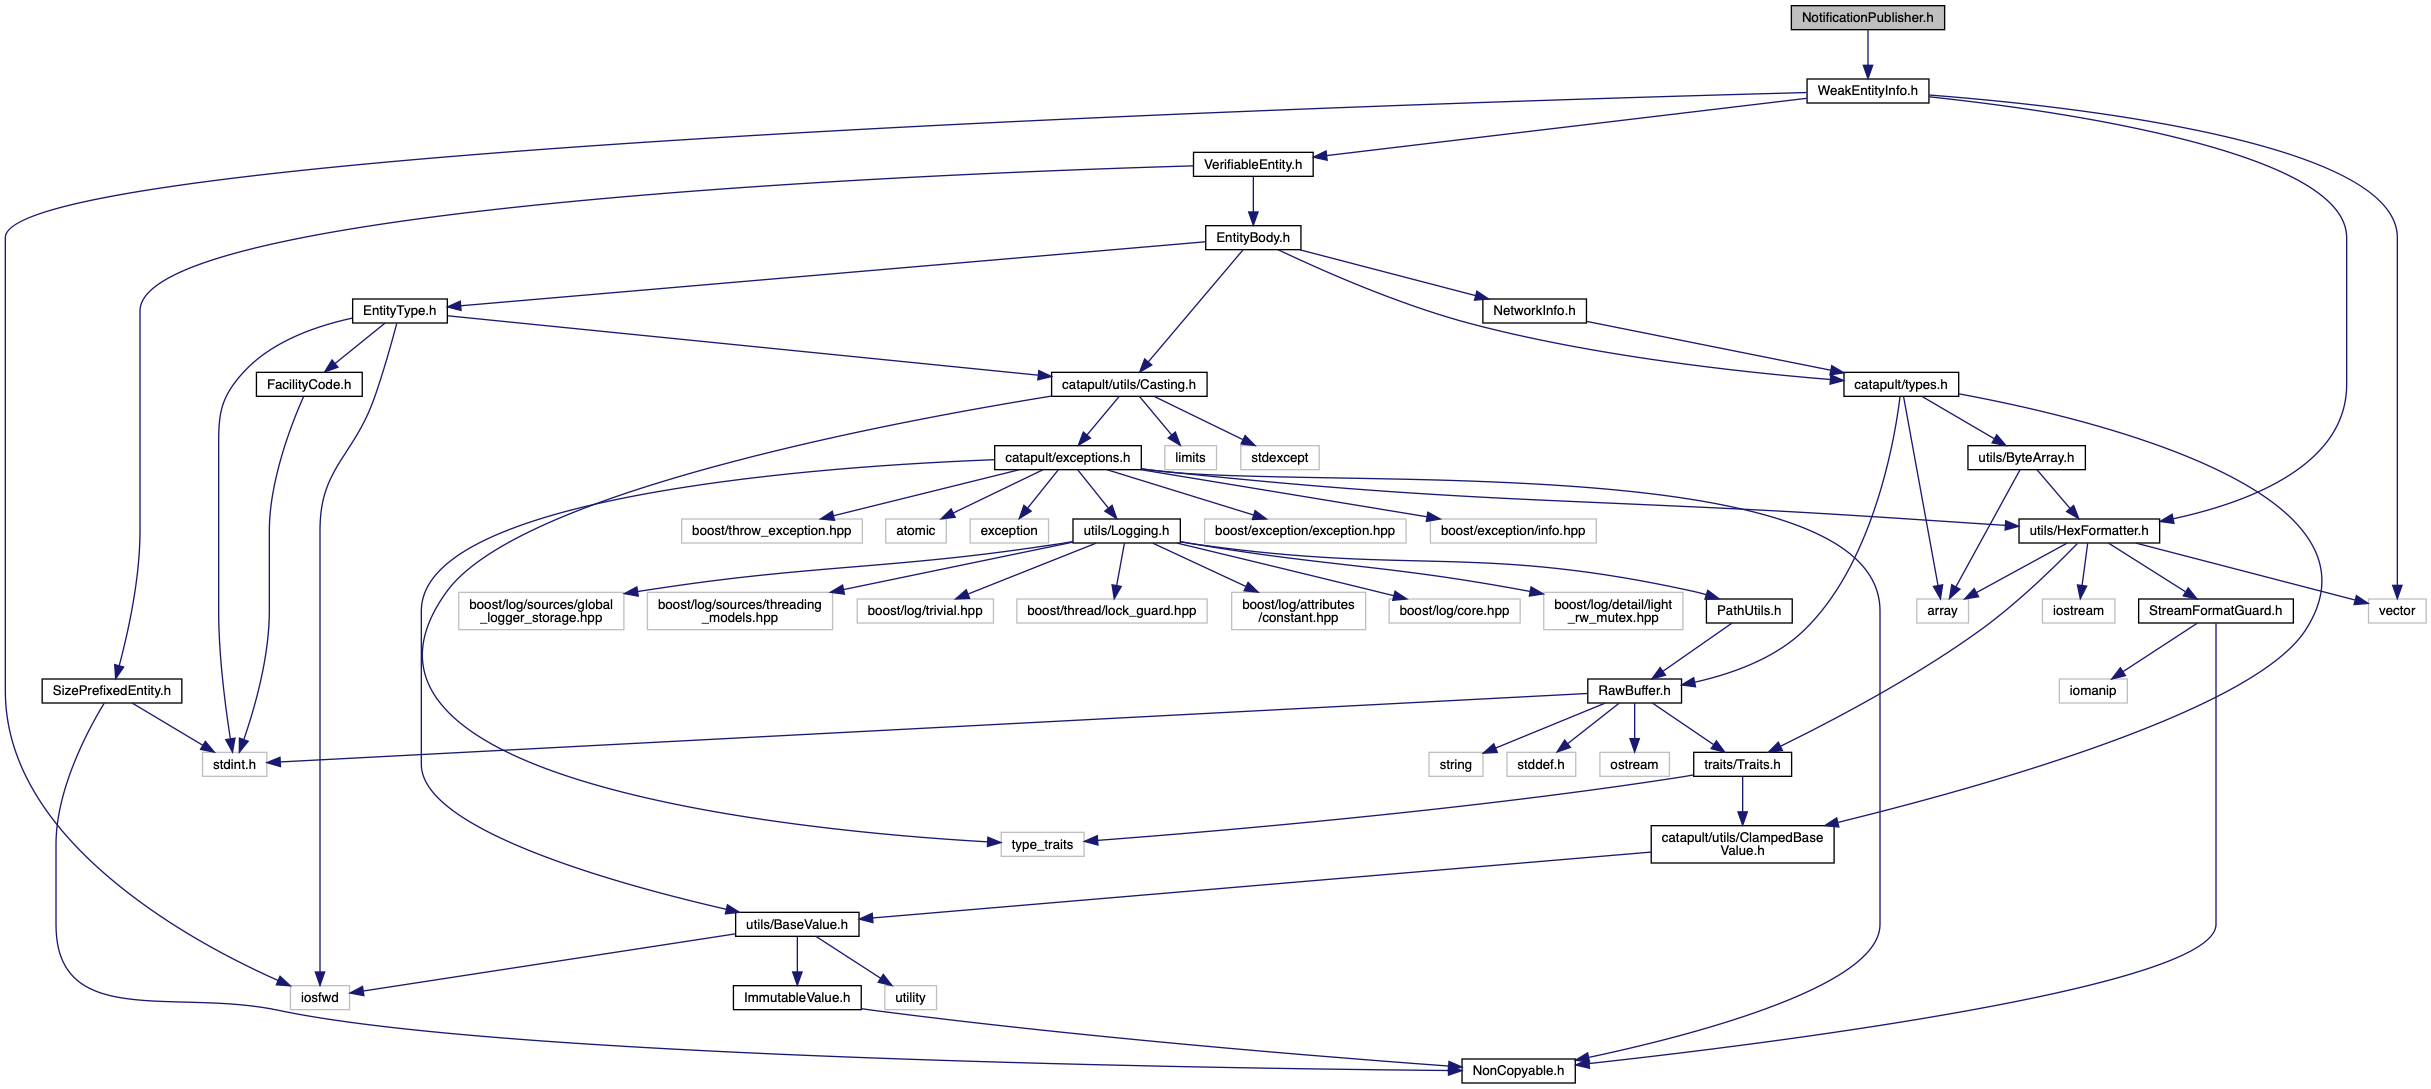 NotificationPublisher.h
WeakEntityInfo.h
VerifiableEntity.h
EntityBody.h
EntityType.h
NetworkInfo.h
FacilityCode.h
catapult/utils/Casting.h
catapult/types.h
catapult/exceptions.h
limits
stdexcept
utils/ByteArray.h
boost/throw_exception.hpp
atomic
exception
utils/Logging.h
boost/exception/exception.hpp
boost/exception/info.hpp
utils/HexFormatter.h
boost/log/sources/global
_logger_storage.hpp
boost/log/sources/threading
_models.hpp
boost/log/trivial.hpp
boost/thread/lock_guard.hpp
boost/log/attributes
/constant.hpp
boost/log/core.hpp
boost/log/detail/light
_rw_mutex.hpp
PathUtils.h
array
iostream
StreamFormatGuard.h
vector
SizePrefixedEntity.h
RawBuffer.h
iomanip
stdint.h
string
stddef.h
ostream
traits/Traits.h
type_traits
catapult/utils/ClampedBase
Value.h
utils/BaseValue.h
iosfwd
ImmutableValue.h
utility
NonCopyable.h